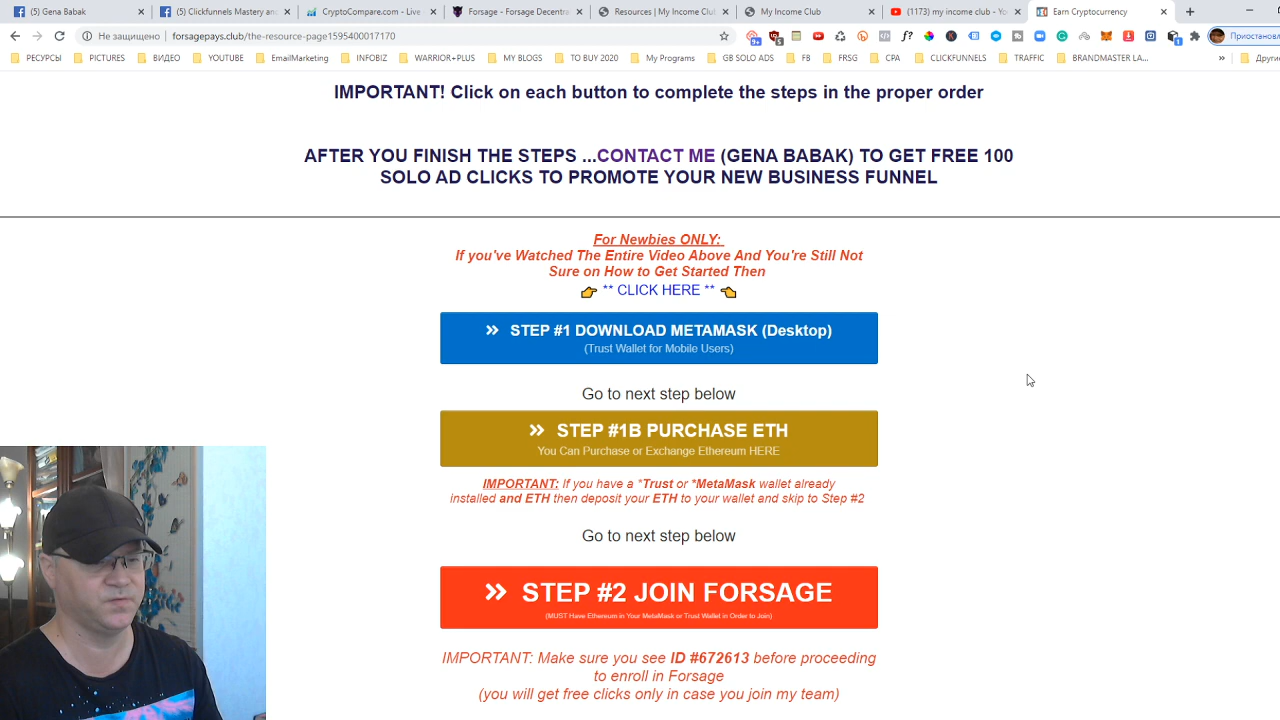 (5) Gena Babak
(5) Clickfunnels Mastery and
CryptoCompare.com - Live
Forsage - Forsage Decentra
Resources | My Income Clu
My Income Club
(1173) my income club - Yo
Earn Cryptocurrency
Не защищено | forsagepays.club/the-resource-page1595400017170
Приостановл
РЕСУРСЫ
PICTURES
ВИДЕО
YOUTUBE
EmailMarketing
INFOBIZ
WARRIOR+PLUS
MY BLOGS
TO BUY 2020
My Programs
GB SOLO ADS
FB
FRSG
CPA
CLICKFUNNELS
TRAFFIC
BRANDMASTER LA...
Другие
IMPORTANT! Click on each button to complete the steps in the proper order
AFTER YOU FINISH THE STEPS ...CONTACT ME (GENA BABAK) TO GET FREE 100
SOLO AD CLICKS TO PROMOTE YOUR NEW BUSINESS FUNNEL
For Newbies ONLY:
If you've Watched The Entire Video Above And You're Still Not
Sure on How to Get Started Then
** CLICK HERE **
STEP #1 DOWNLOAD METAMASK (Desktop)
(Trust Wallet for Mobile Users)
Go to next step below
STEP #1B PURCHASE ETH
You Can Purchase or Exchange Ethereum HERE
IMPORTANT: If you have a *Trust or *MetaMask wallet already
installed and ETH then deposit your ETH to your wallet and skip to Step #2
Go to next step below
STEP #2 JOIN FORSAGE
(MUST Have Ethereum in Your MetaMask or Trust Wallet in Order to Join)
IMPORTANT: Make sure you see ID #672613 before proceeding
to enroll in Forsage
(you will get free clicks only in case you join my team)